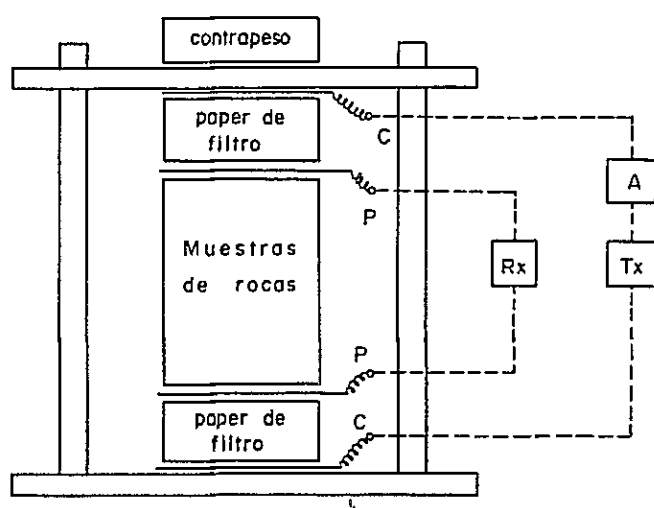 contrapeso
paper de
filtro
C
P
A
Muestras
de rocas
Rx
Tx
P
C
paper de
filtro